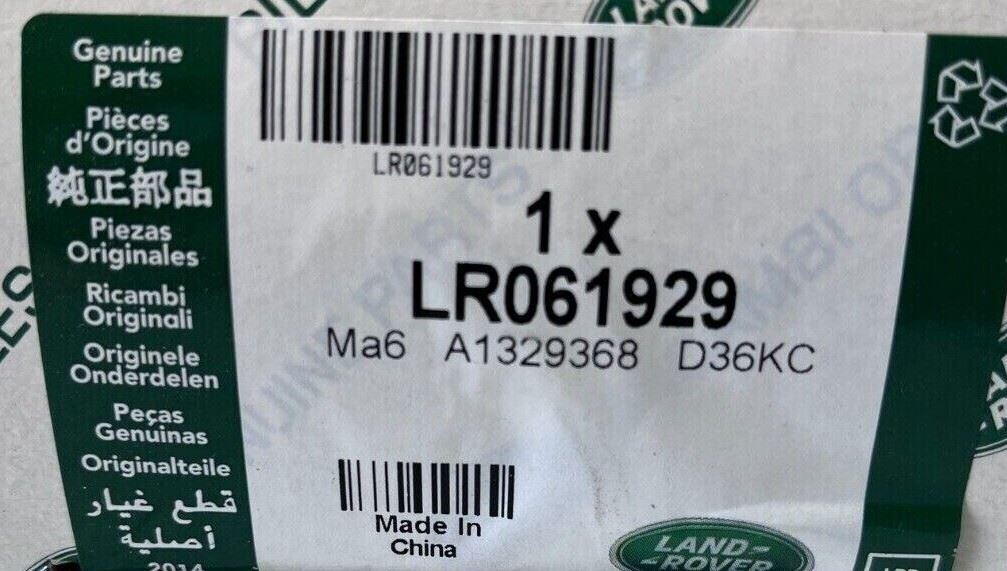 Genuine
Parts
Pièces
d'Origine
純正部品
Piezas
Originales
Ricambi
Originali
Originele
Onderdelen
Peças
Genuinas
Originalteile
قطع غيار
أصلية
2014
LR061929
1 x
LR061929
Ma6 A1329368 D36KC
Made In
China
LAND-
-ROVER